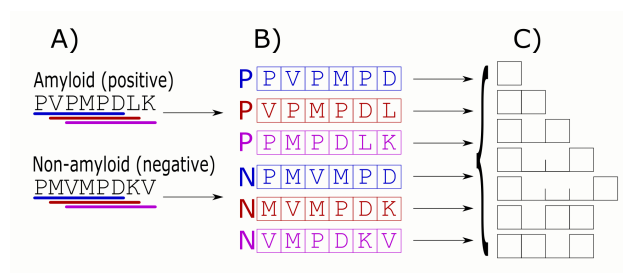 A) B) C)
Amyloid (positive)
PVPMPDLK
Non-amyloid (negative)
PMVMPDKV
P PVPMPD
P VPMPDL
P PMPDLK
N PMVMPD
N MVMPDK
N VMPDKV